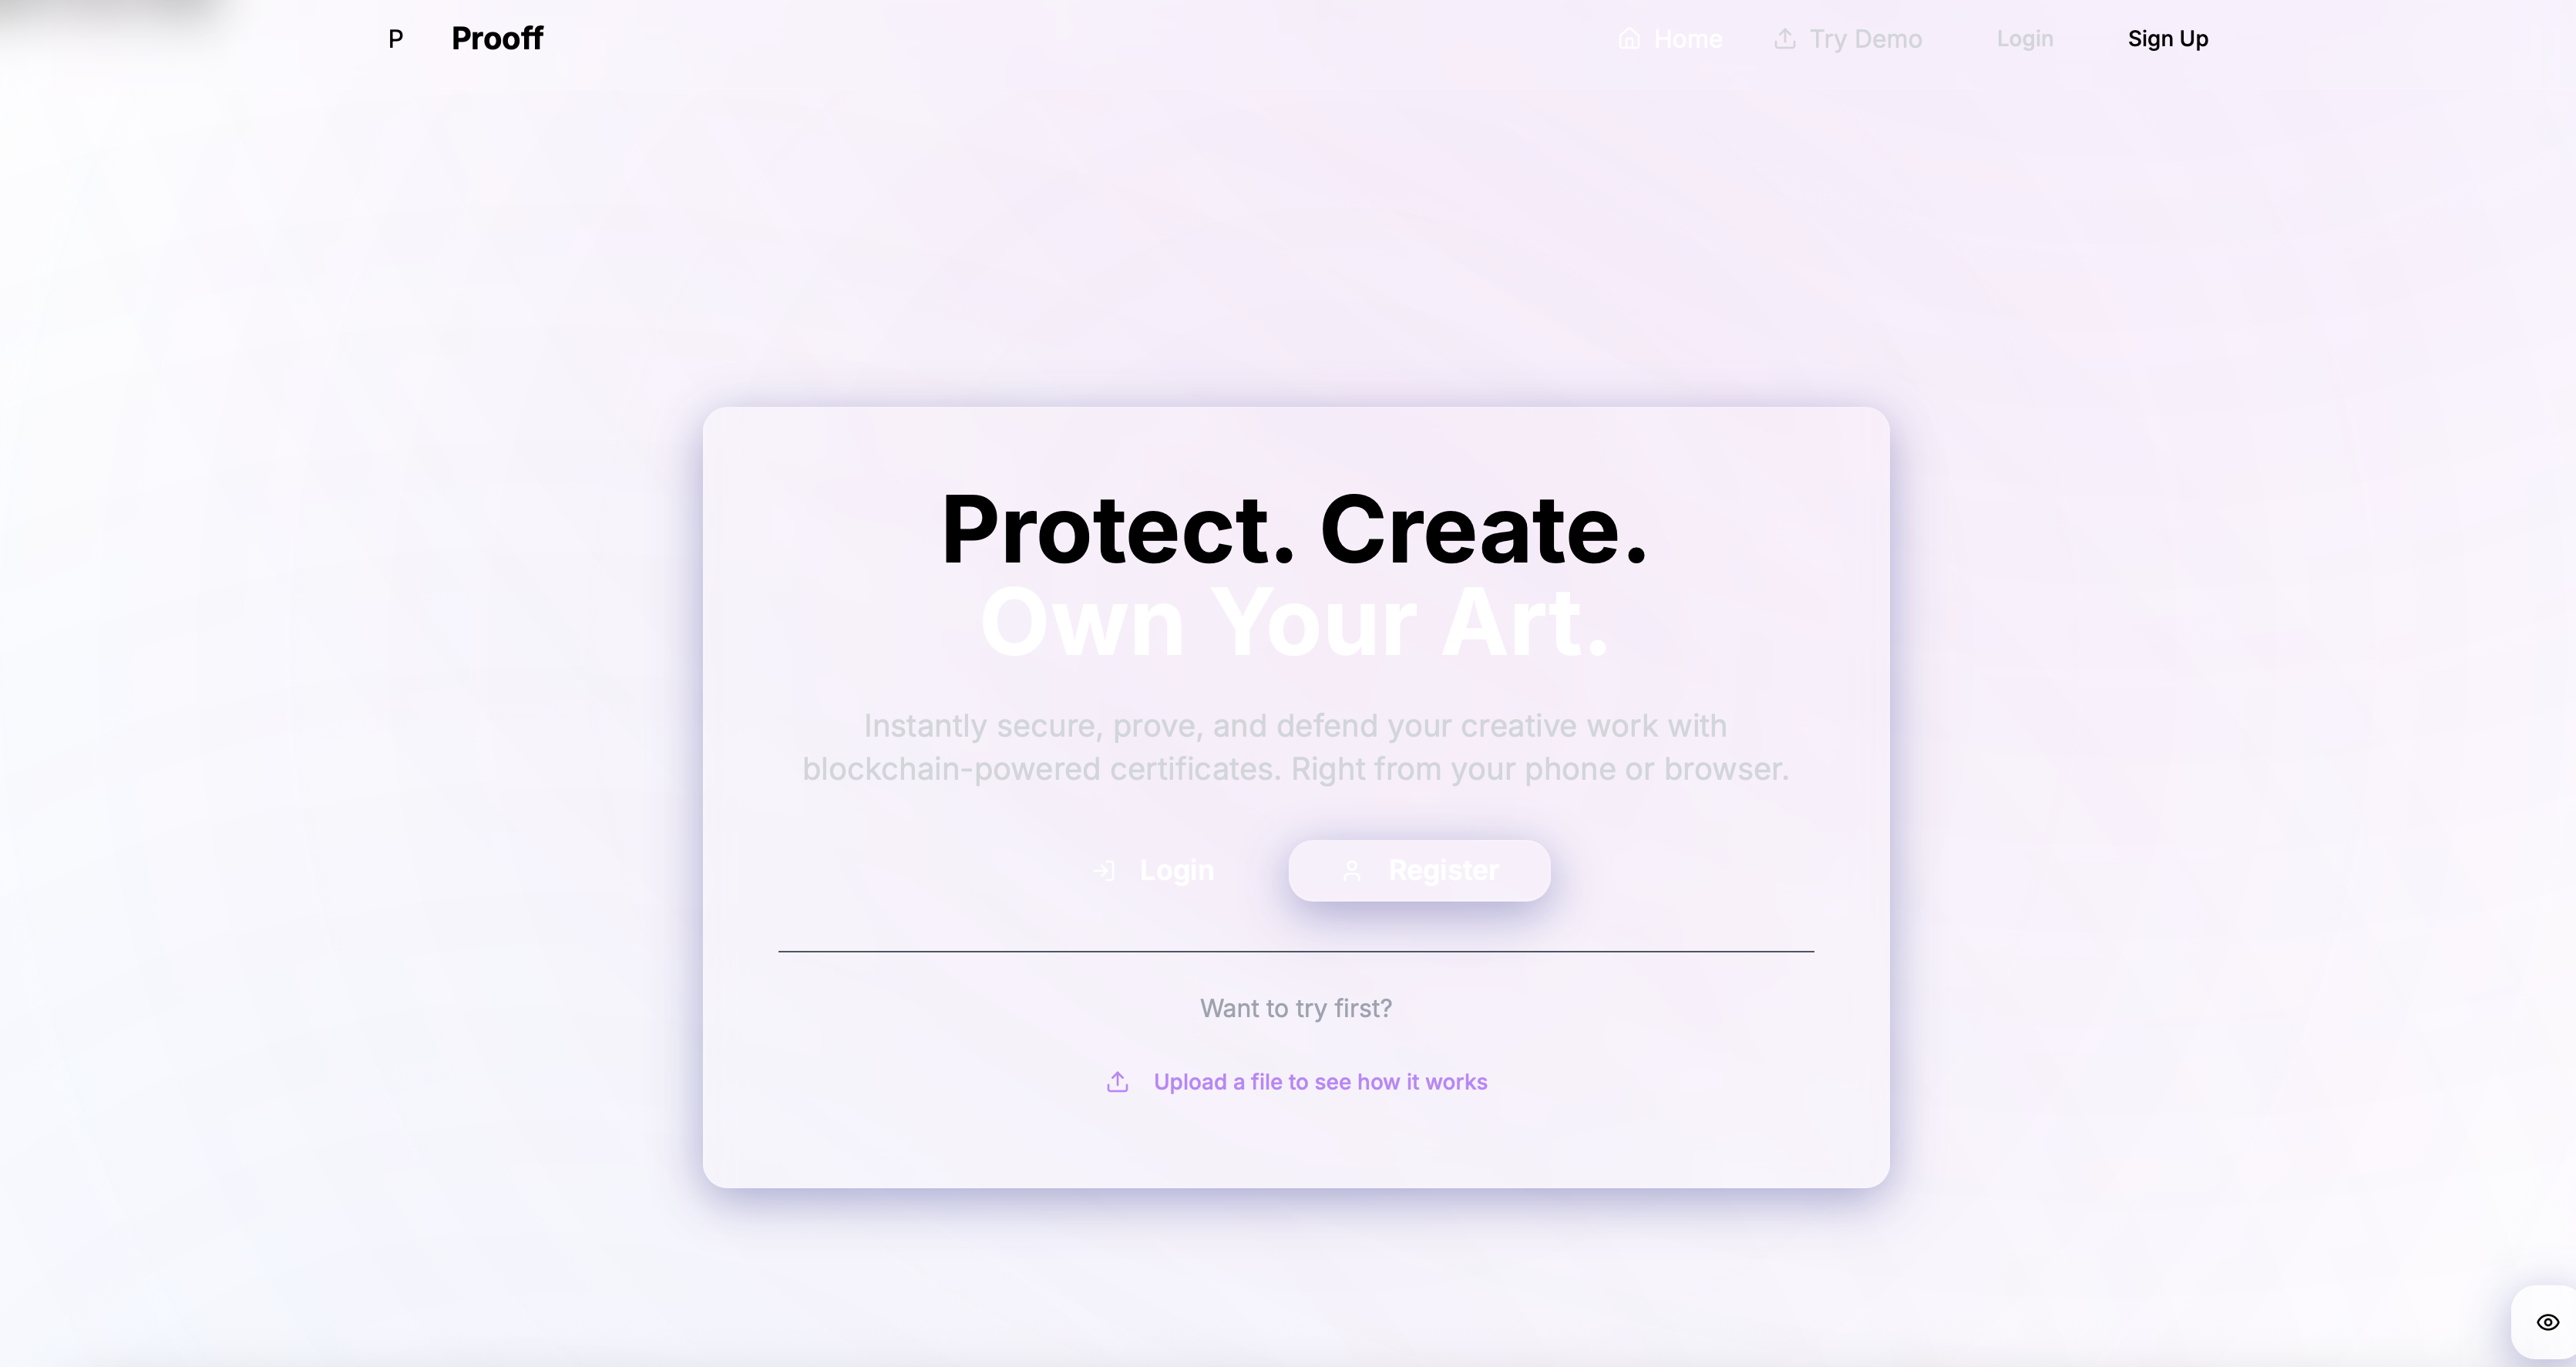 P Prooff Home Try Demo Login Sign Up
Protect. Create.
Own Your Art.
Instantly secure, prove, and defend your creative work with
blockchain-powered certificates. Right from your phone or browser.
Login Register
Want to try first?
Upload a file to see how it works